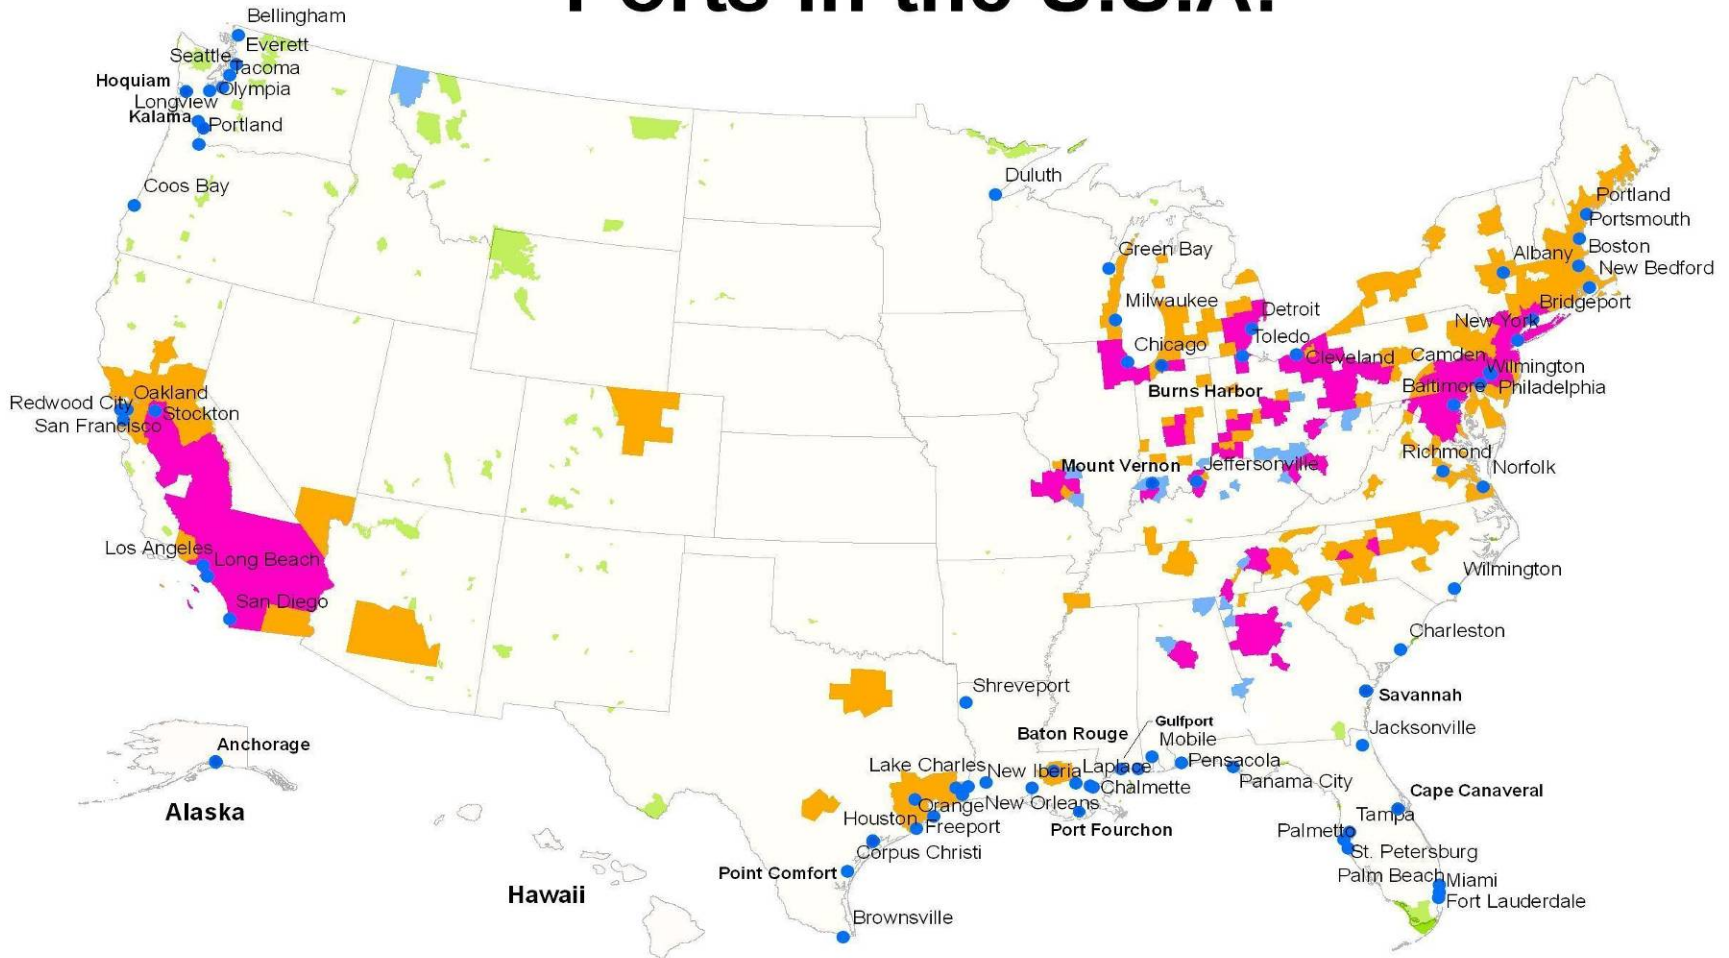 Ports in the U.S.A.
Bellingham
Everett
Seattle
Tacoma
Hoquiam
Olympia
Longview
Kalama
Portland
Coos Bay
Duluth
Portland
Portsmouth
Green Bay
Albany
Boston
New Bedford
Milwaukee
Bridgeport
Detroit
New York
Toledo
Chicago
Cleveland
Camden
Wilmington
Burns Harbor
Baltimore
Philadelphia
Oakland
Redwood City
Stockton
San Francisco
Richmond
Mount Vernon
Jeffersonville
Norfolk
Los Angeles
Long Beach
Wilmington
San Diego
Charleston
Shreveport
Savannah
Gulfport
Jacksonville
Baton Rouge
Mobile
Anchorage
Lake Charles
New Iberia
Laplace
Pensacola
Panama City
Chalmette
Cape Canaveral
Orange
New Orleans
Alaska
Houston
Freeport
Port Fourchon
Tampa
Palmetto
Corpus Christi
St. Petersburg
Point Comfort
Palm Beach
Miami
Hawaii
Fort Lauderdale
Brownsville